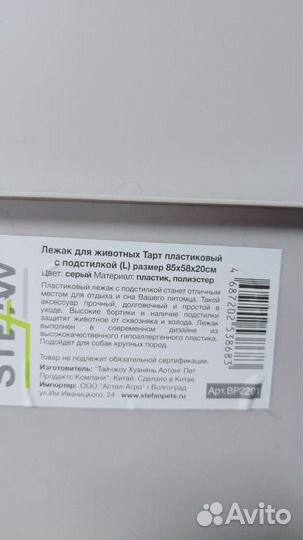 Лежак для животных Тарт пластиковый
с подстилкой (L) размер 85х58х20см
Цвет: серый Материал: пластик, полиэстер
Пластиковый лежак с подстилкой станет отличным
местом для отдыха и сна Вашего питомца. Такой
аксессуар прочный, долговечный и простой в
уходе. Высокие бортики и наличие подстилки
защитят животное от сквозняка и холода. Лежак
выполнен в современном дизайне из
высококачественного гипоаллергенного пластика.
Подойдет для собак крупных пород.
Товар не подлежит обязательной сертификации.
Изготовитель: "Тайчжоу Хуанянь Аотонг Пет
Продактс Компани", Китай. Сделано в Китае.
Импортер: ООО "Астал-Агро" г.Волгоград
ул.Им.Иваницкого, 24 www.stefanpets.ru
4687202538683
Арт.BP2201
Avito